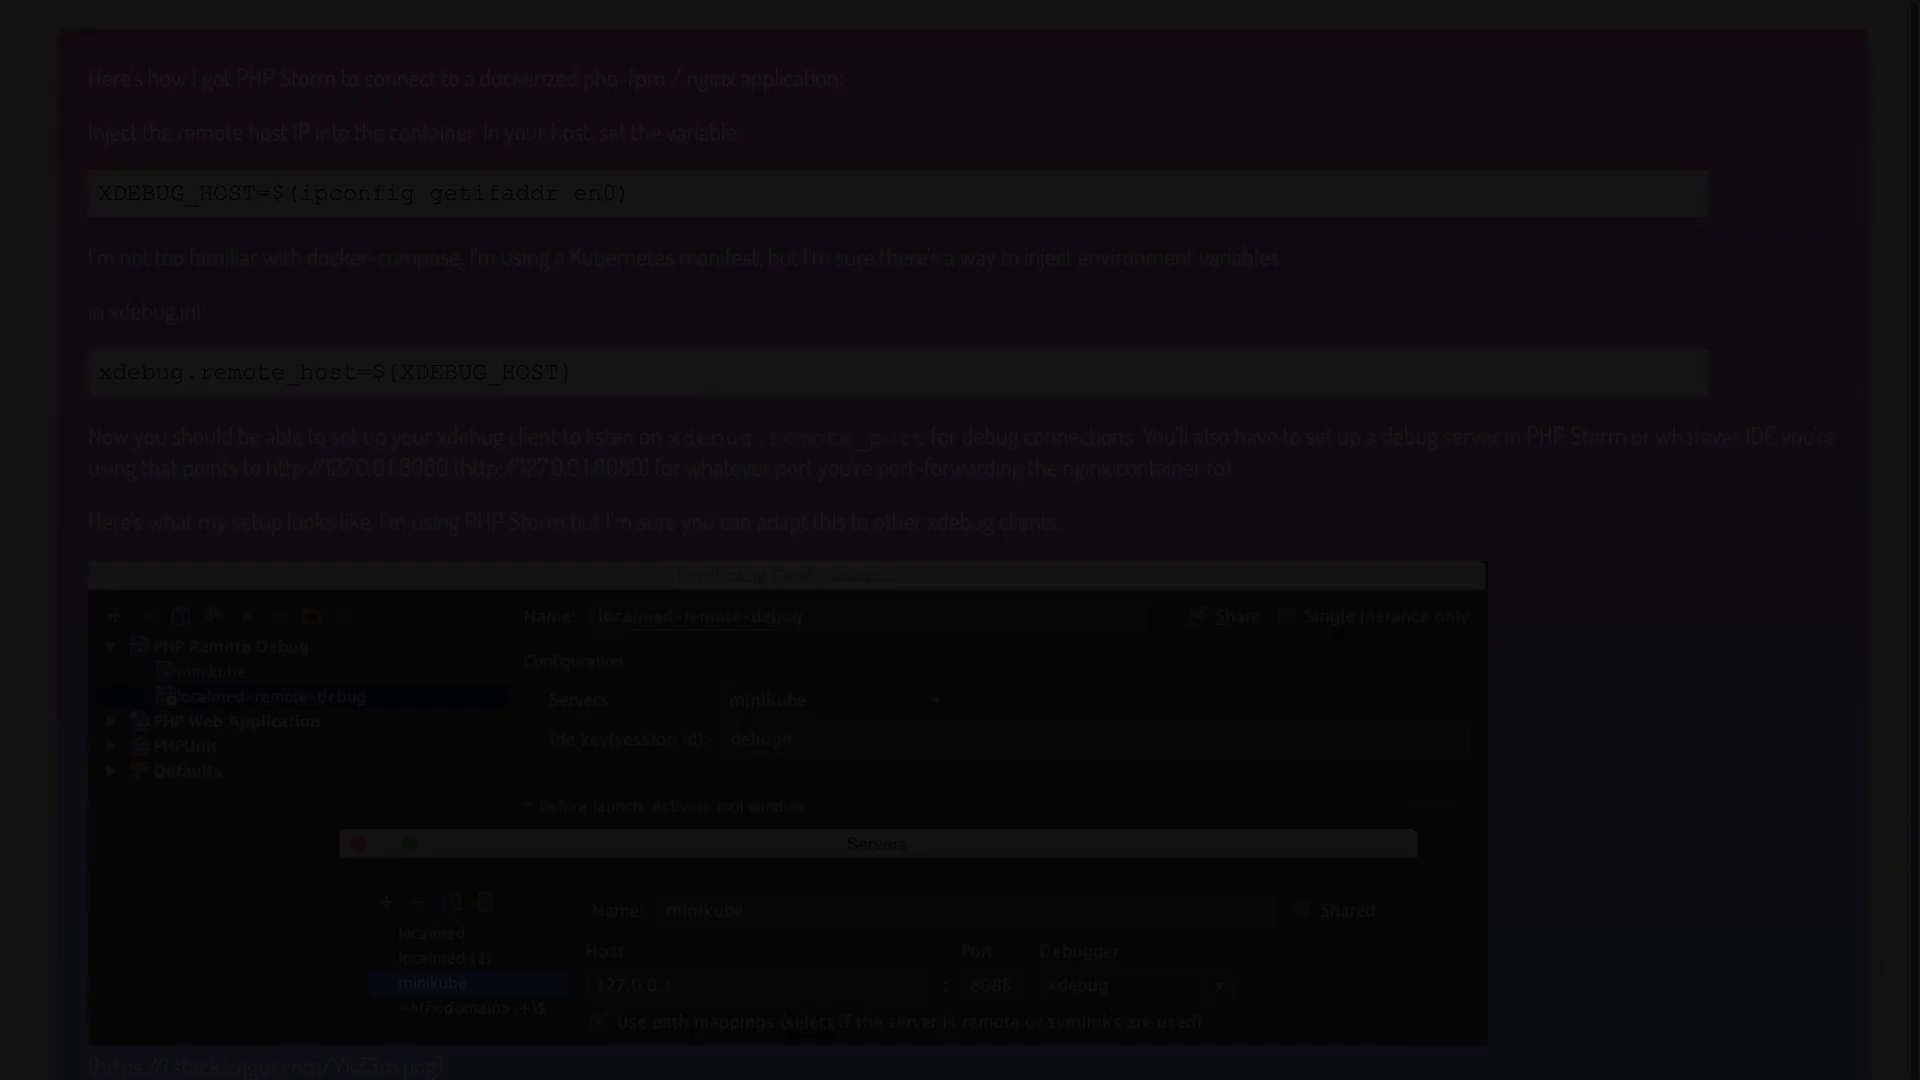 Here's how I got PHP Storm to connect to a dockerized php-fpm / nginx application:
Inject the remote host IP into the container. In your host, set the variable:
XDEBUG_HOST=$(ipconfig getifaddr en0)
I'm not too familiar with docker-compose. I'm using a Kubernetes manifest, but I'm sure there's a way to inject environment variables.
In xdebug.ini:
xdebug.remote_host=${XDEBUG_HOST}
Now you should be able to set up your xdebug client to listen on xdebug.remote_port for debug connections. You'll also have to set up a debug server in PHP Storm or whatever IDE you're
using that points to http://127.0.0.1:8080 (http://127.0.0.1:8080) (or whatever port you're port-forwarding the nginx container to)
Here's what my setup looks like. I'm using PHP Storm but I'm sure you can adapt this to other xdebug clients.
Name: localmed-remote-debug Share Single instance only
PHP Remote Debug
minikube
Configuration
localmed-remote-debug
Servers: minikube
PHP Web Application
Ide key(session id): debugit
PHPUnit
Defaults
Before launch: Activate tool window
Servers
Name: minikube Shared
localmed
Host Port Debugger
localmed (1)
minikube
127.0.0.1 : 8088 Xdebug
~^(?<domain>.+)$
Use path mappings (select if the server is remote or symlinks are used)